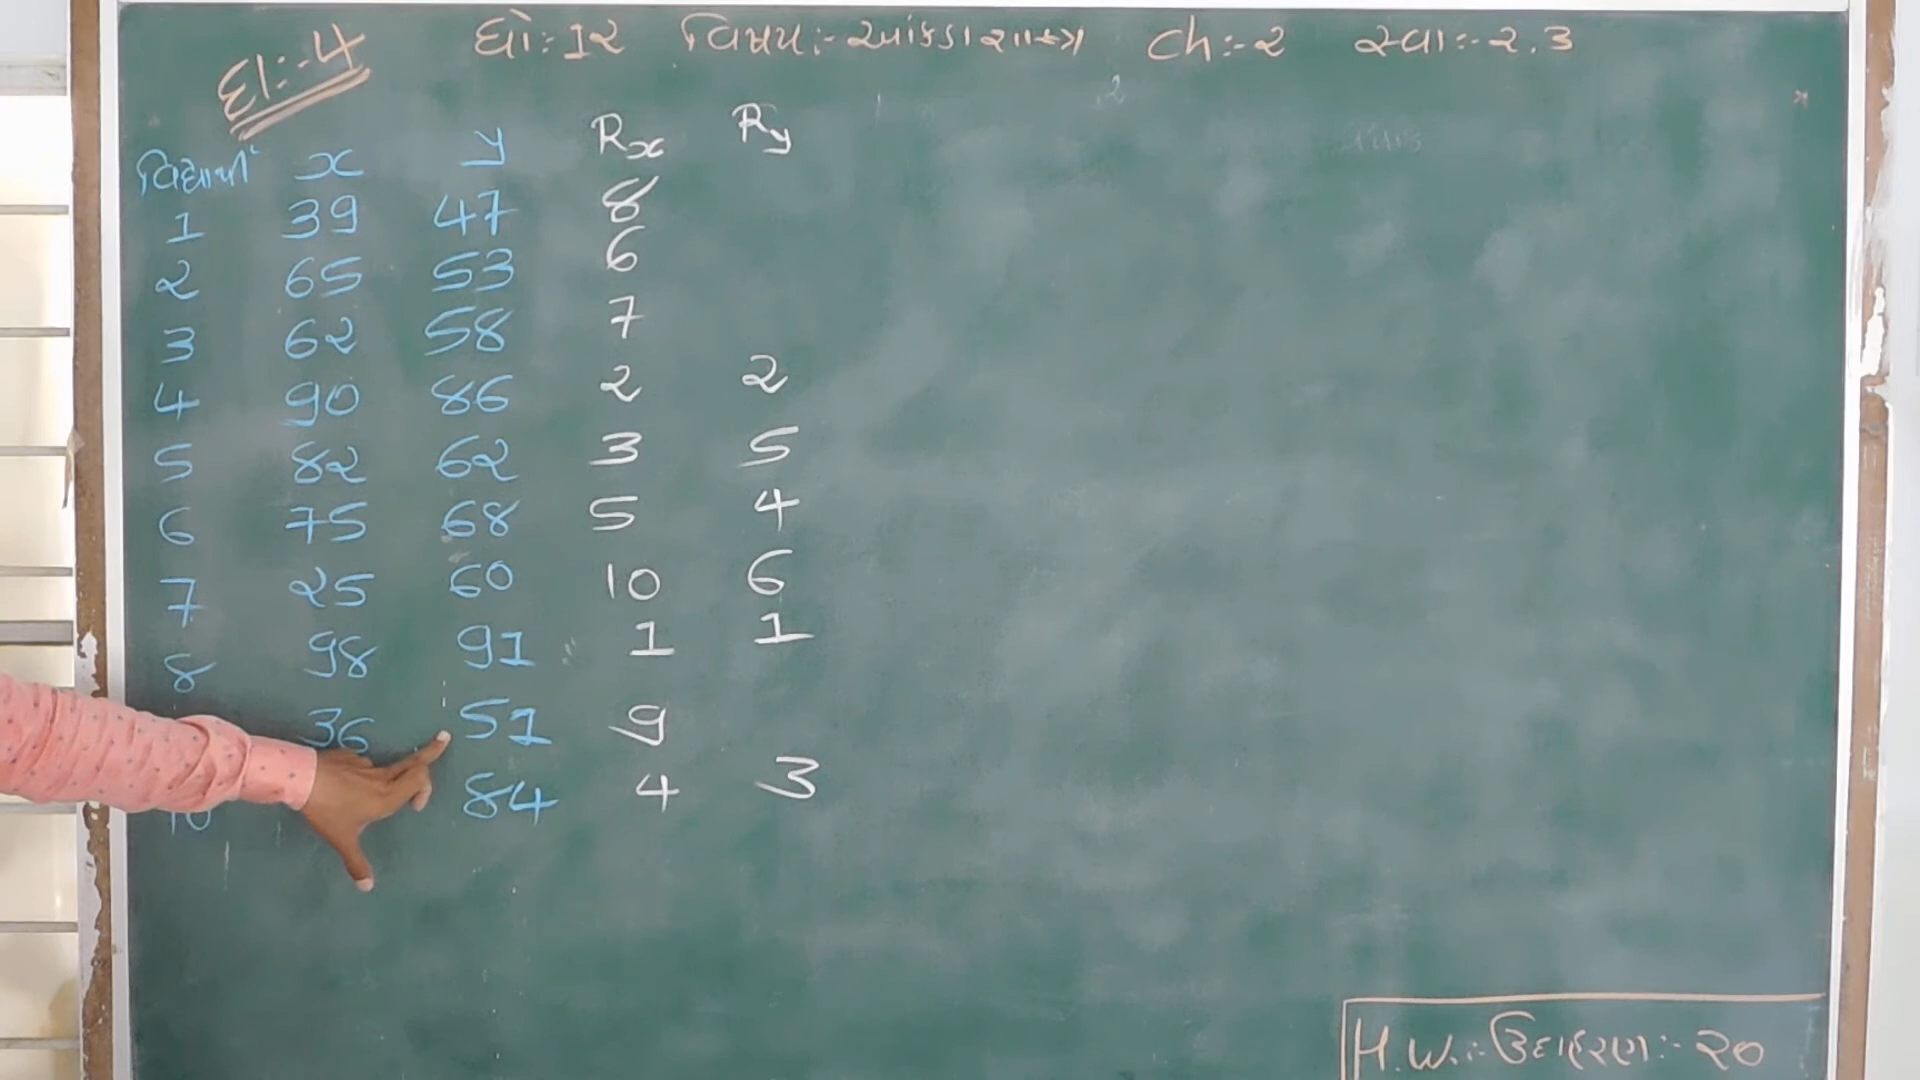 દા:-4
ધો:-12 વિષય:-આંકડાશાસ્ત્ર Ch:-2 સ્વા:-2.3
વિદ્યાર્થી x y Rx Ry
1 39 47 8
2 65 53 6
3 62 58 7
4 90 86 2 2
5 82 62 3 5
6 75 68 5 4
7 25 60 10 6
8 98 91 1 1
36 51 9
10 84 4 3
H.W.:- ઉદાહરણ:- 20